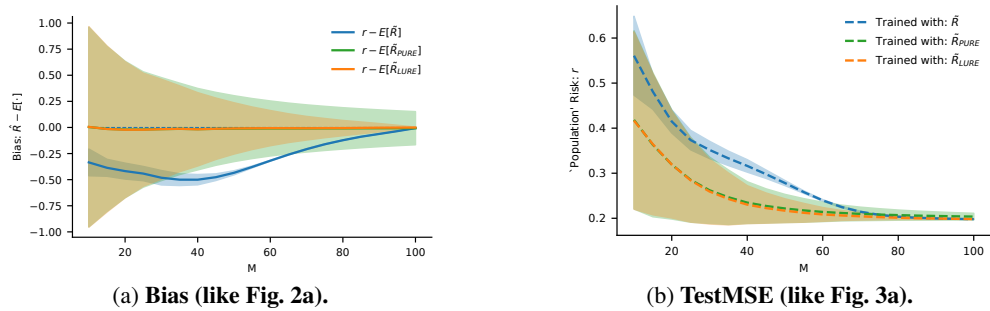 1.00
0.75
0.50
0.25
0.00
−0.25
−0.50
−0.75
−1.00
Bias: R̂ − E[·]
r − E[R̃]
r − E[R̃PURE]
r − E[R̃LURE]
20 40 60 80 100
M
(a) Bias (like Fig. 2a).
0.6
0.5
0.4
0.3
0.2
`Population' Risk: r
Trained with: R̃
Trained with: R̃PURE
Trained with: R̃LURE
20 40 60 80 100
M
(b) TestMSE (like Fig. 3a).